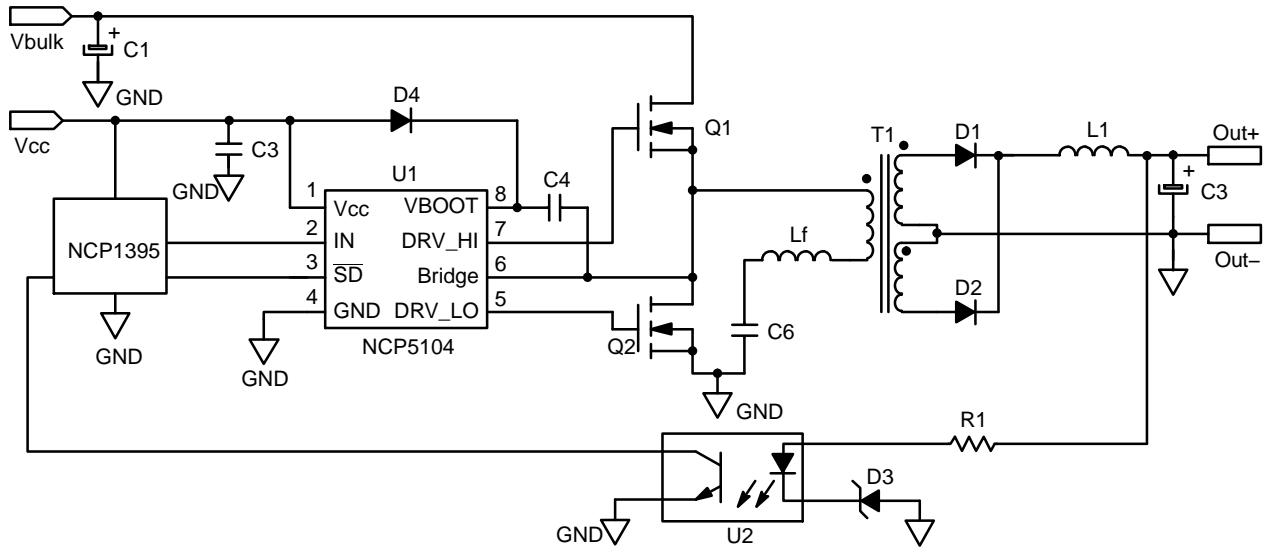 Vbulk
+
C1
GND
Vcc
D4
C3
GND
Q1
T1
D1
L1
Out+
+
C3
Out–
U1
C4
1
Vcc
VBOOT
8
2
IN
DRV_HI
7
3
SD
Bridge
6
4
GND
DRV_LO
5
NCP1395
GND
GND
NCP5104
Lf
D2
Q2
C6
GND
R1
D3
GND
U2